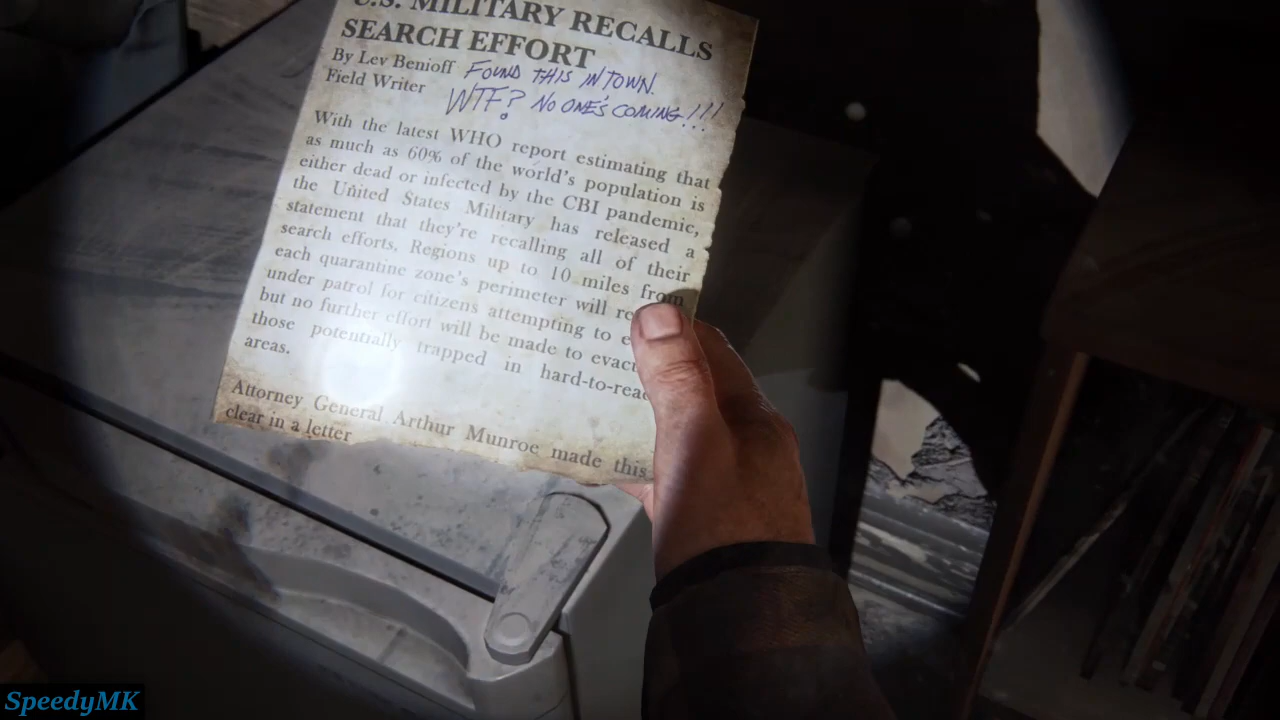 U.S. MILITARY RECALLS
SEARCH EFFORT
By Lev Benioff
Field Writer
FOUND THIS IN TOWN.
WTF? NO ONE'S COMING!!!
With the latest WHO report estimating that
as much as 60% of the world's population is
either dead or infected by the CBI pandemic,
the United States Military has released a
statement that they're recalling all of their
search efforts. Regions up to 10 miles from
each quarantine zone's perimeter will re
under patrol for citizens attempting to e
but no further effort will be made to evacu
those potentially trapped in hard-to-reac
areas.
Attorney General Arthur Munroe made this
clear in a letter
SpeedyMK